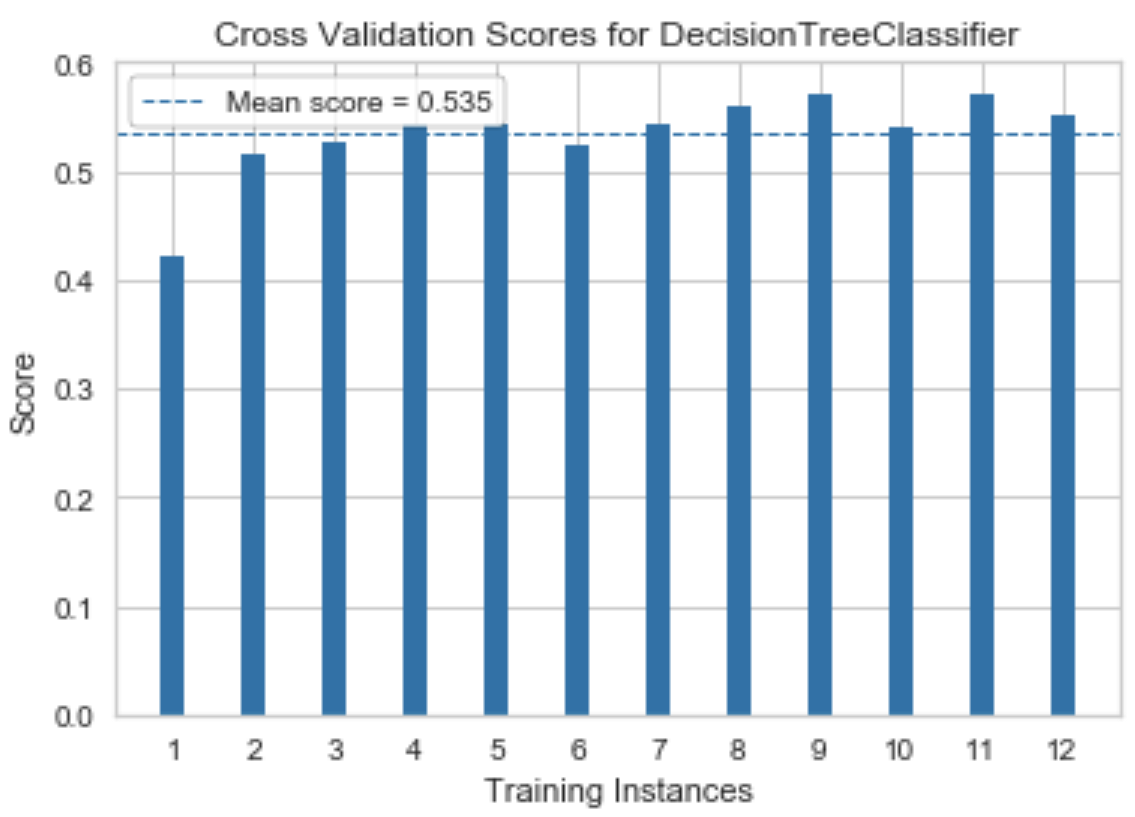 Cross Validation Scores for DecisionTreeClassifier
0.6
Mean score = 0.535
0.5
0.4
0.3
0.2
0.1
0.0
Score
1 2 3 4 5 6 7 8 9 10 11 12
Training Instances